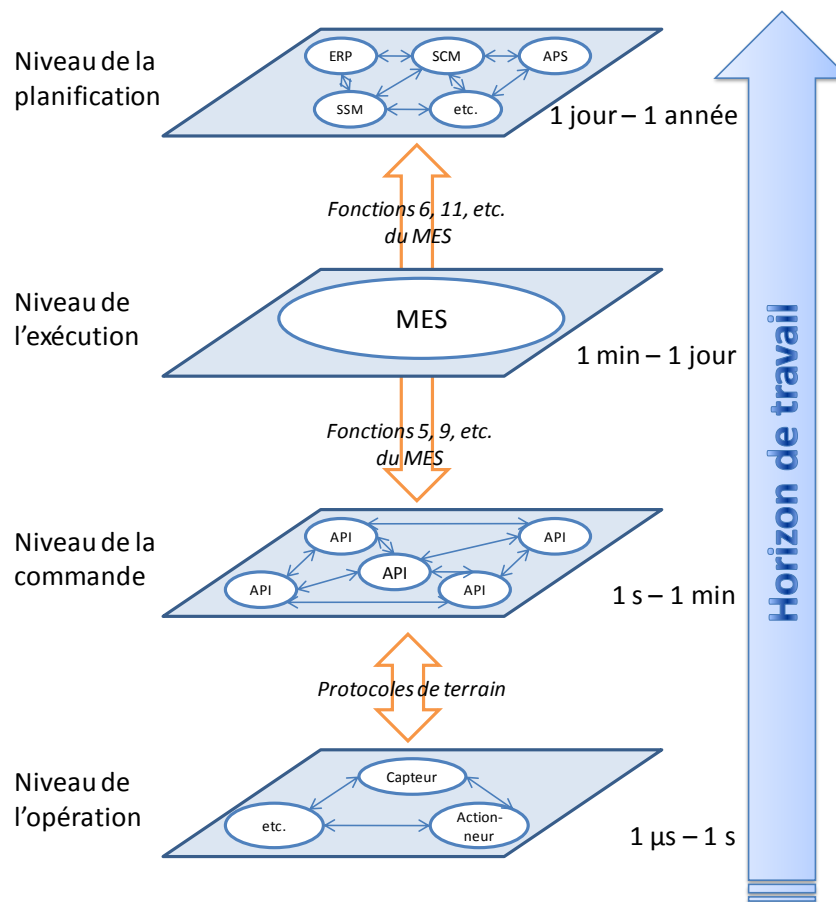 Niveau de la
planification
ERP
SCM
APS
SSM
etc.
1 jour – 1 année
Fonctions 6, 11, etc.
du MES
Niveau de
l'exécution
MES
1 min – 1 jour
Fonctions 5, 9, etc.
du MES
Niveau de la
commande
API
API
API
API
API
1 s – 1 min
Protocoles de terrain
Niveau de
l'opération
Capteur
etc.
Action-
neur
1 µs – 1 s
Horizon de travail